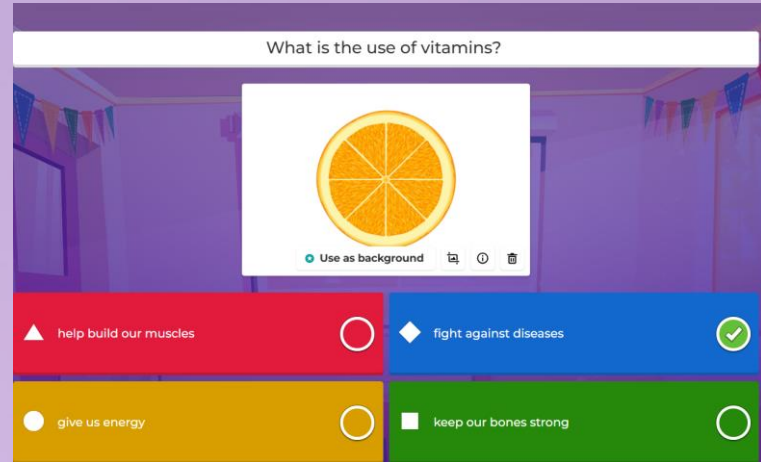 What is the use of vitamins?
Use as background
help build our muscles
fight against diseases
give us energy
keep our bones strong